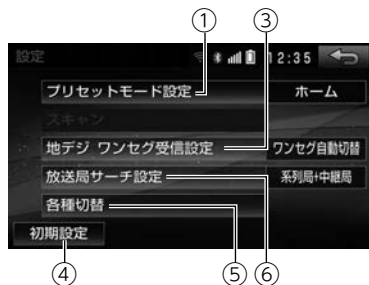 ① ③
設定 12:35
プリセットモード設定 ホーム
スキャン
地デジ ワンセグ受信設定 ワンセグ自動切替
放送局サーチ設定 系列局+中継局
各種切替
初期設定
④ ⑤ ⑥